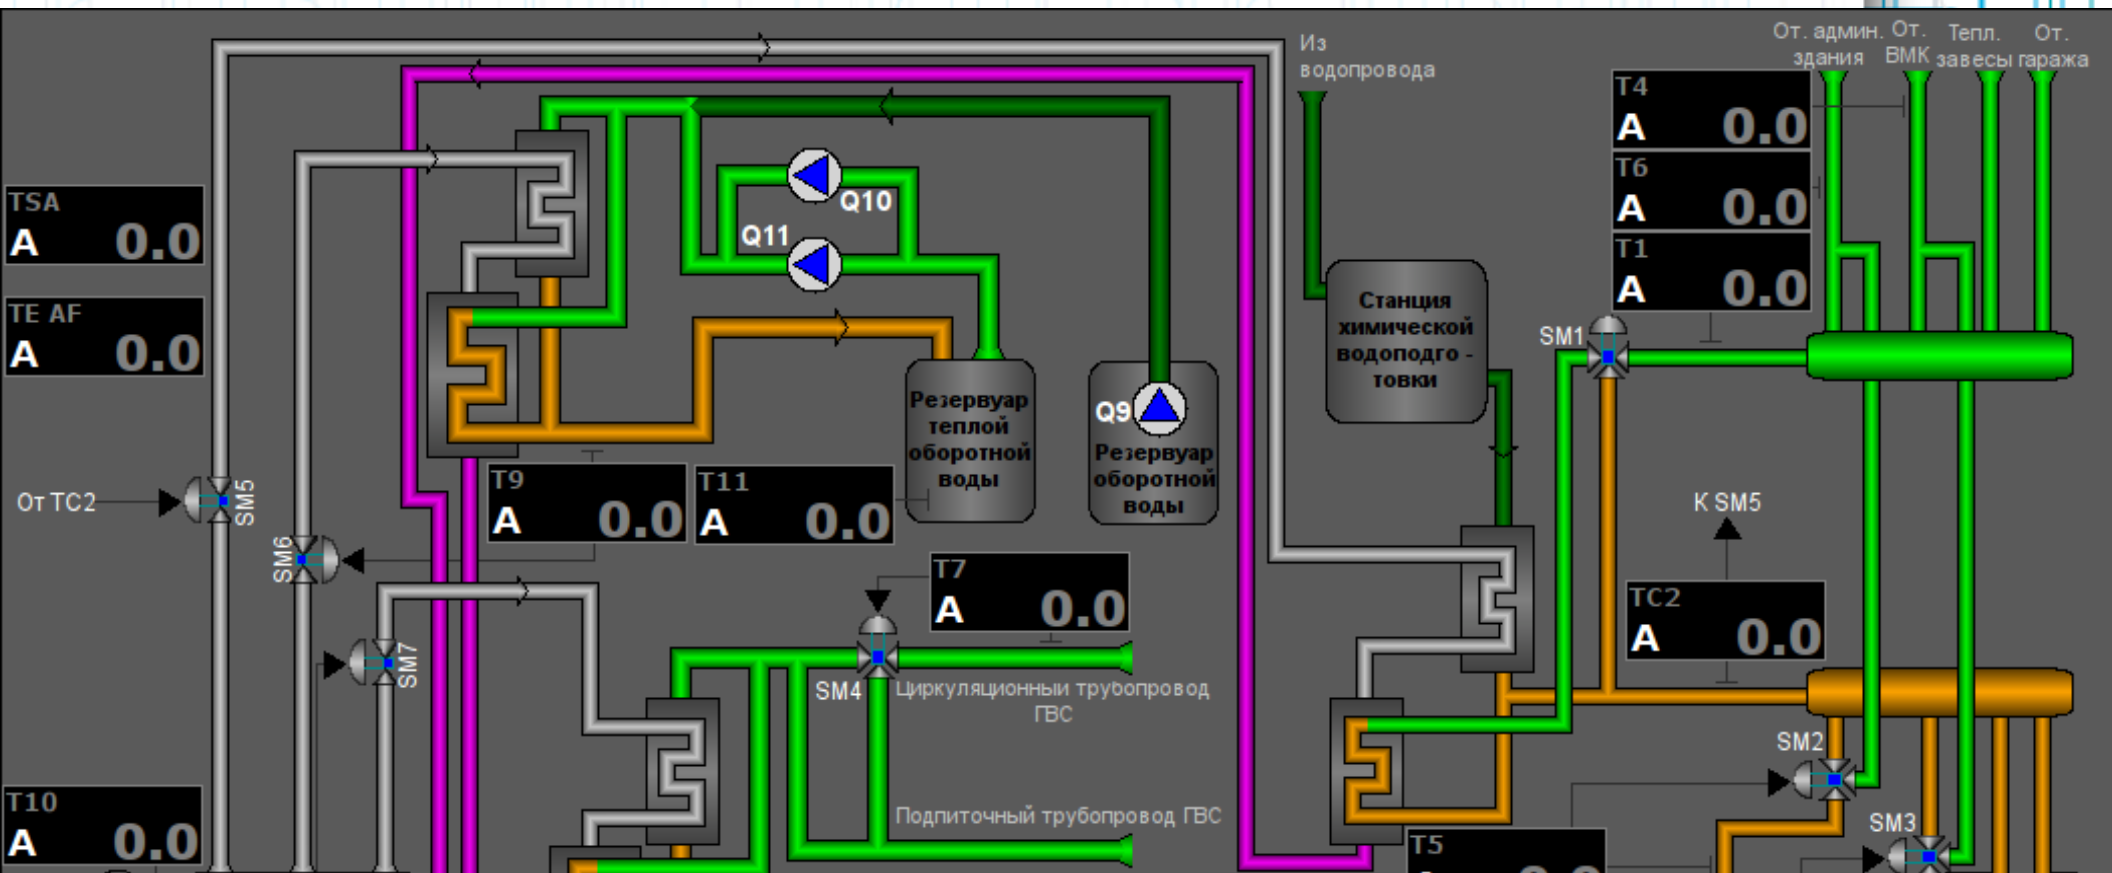 Из
водопровода
От. админ.
здания
От.
ВМК
Тепл.
завесы
От.
гаража
T4
A 0.0
T6
A 0.0
T1
A 0.0
TSA
A 0.0
TE AF
A 0.0
Q10
Q11
Станция
химической
водоподго -
товки
SM1
Резервуар
теплой
оборотной
воды
Q9
Резервуар
оборотной
воды
От ТС2
SM5
T9
A 0.0
T11
A 0.0
К SM5
SM6
T7
A 0.0
TC2
A 0.0
SM7
SM4
Циркуляционный трубопровод
ГВС
SM2
T10
A 0.0
Подпиточный трубопровод ГВС
SM3
T5